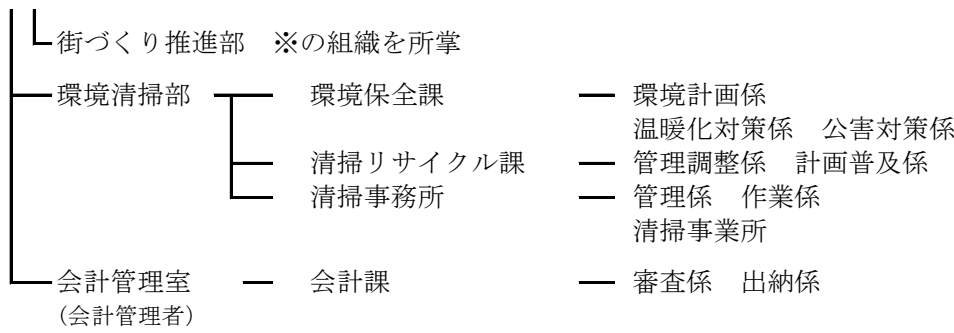 街づくり推進部　※の組織を所掌
環境清掃部　環境保全課　環境計画係
温暖化対策係　公害対策係
清掃リサイクル課　管理調整係　計画普及係
清掃事務所　管理係　作業係
清掃事業所
会計管理室　会計課　審査係　出納係
（会計管理者）